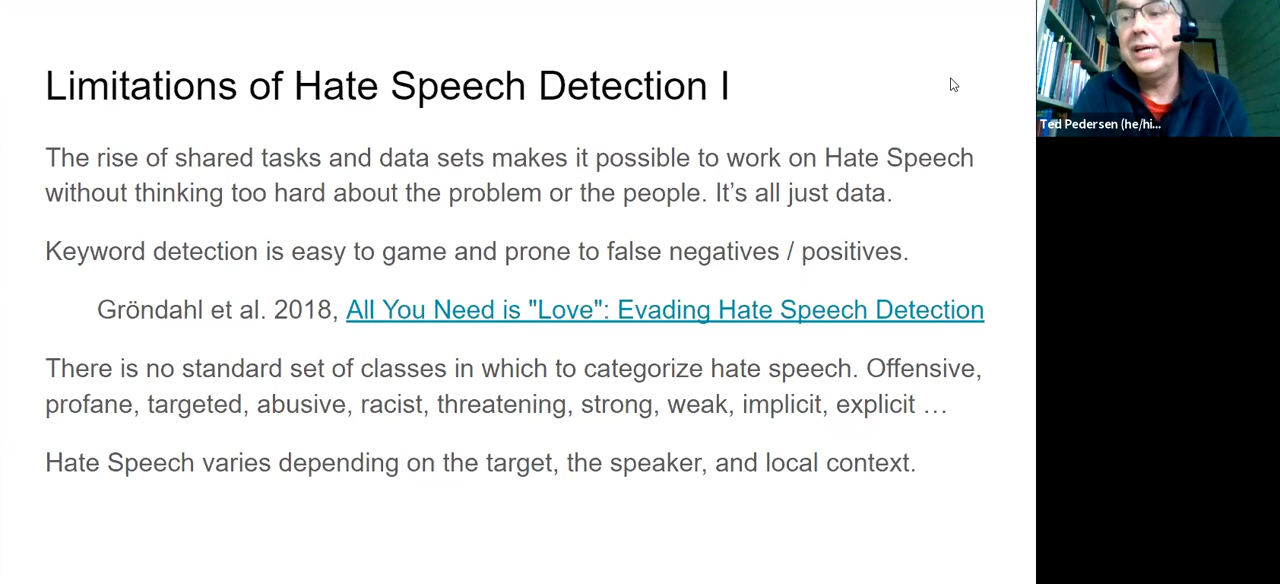 Limitations of Hate Speech Detection I
The rise of shared tasks and data sets makes it possible to work on Hate Speech
without thinking too hard about the problem or the people. It’s all just data.
Keyword detection is easy to game and prone to false negatives / positives.
Gröndahl et al. 2018, All You Need is "Love": Evading Hate Speech Detection
There is no standard set of classes in which to categorize hate speech. Offensive,
profane, targeted, abusive, racist, threatening, strong, weak, implicit, explicit …
Hate Speech varies depending on the target, the speaker, and local context.
Ted Pedersen (he/hi...